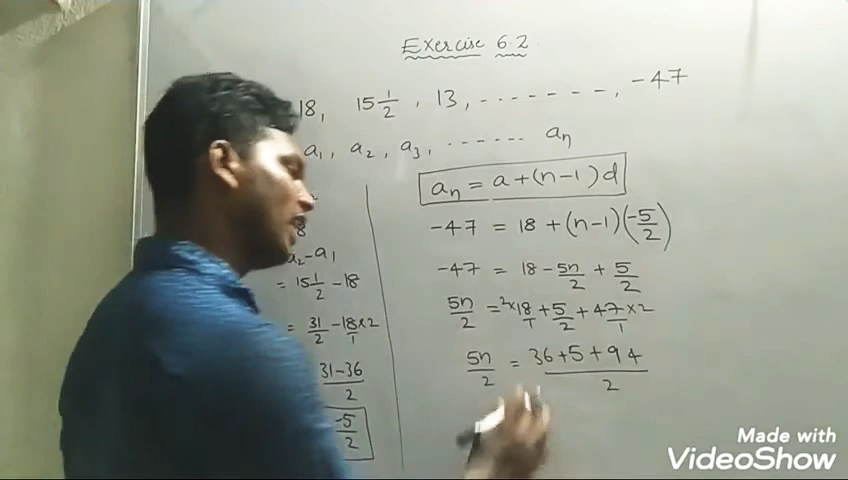 Exercise 6.2
18, 15 1/2, 13, - - - - - - - -, -47
a₁, a₂, a₃, - - - - - - aₙ
8
a₂-a₁
= 15 1/2 - 18
= 31/2 - 18/1 ×2
31-36/2
-5/2
aₙ = a+(n-1)d
-47 = 18+(n-1)(-5/2)
-47 = 18 - 5n/2 + 5/2
5n/2 = 2×18/1 + 5/2 + 47/1 ×2
5n/2 = 36+5+94/2
Made with
VideoShow